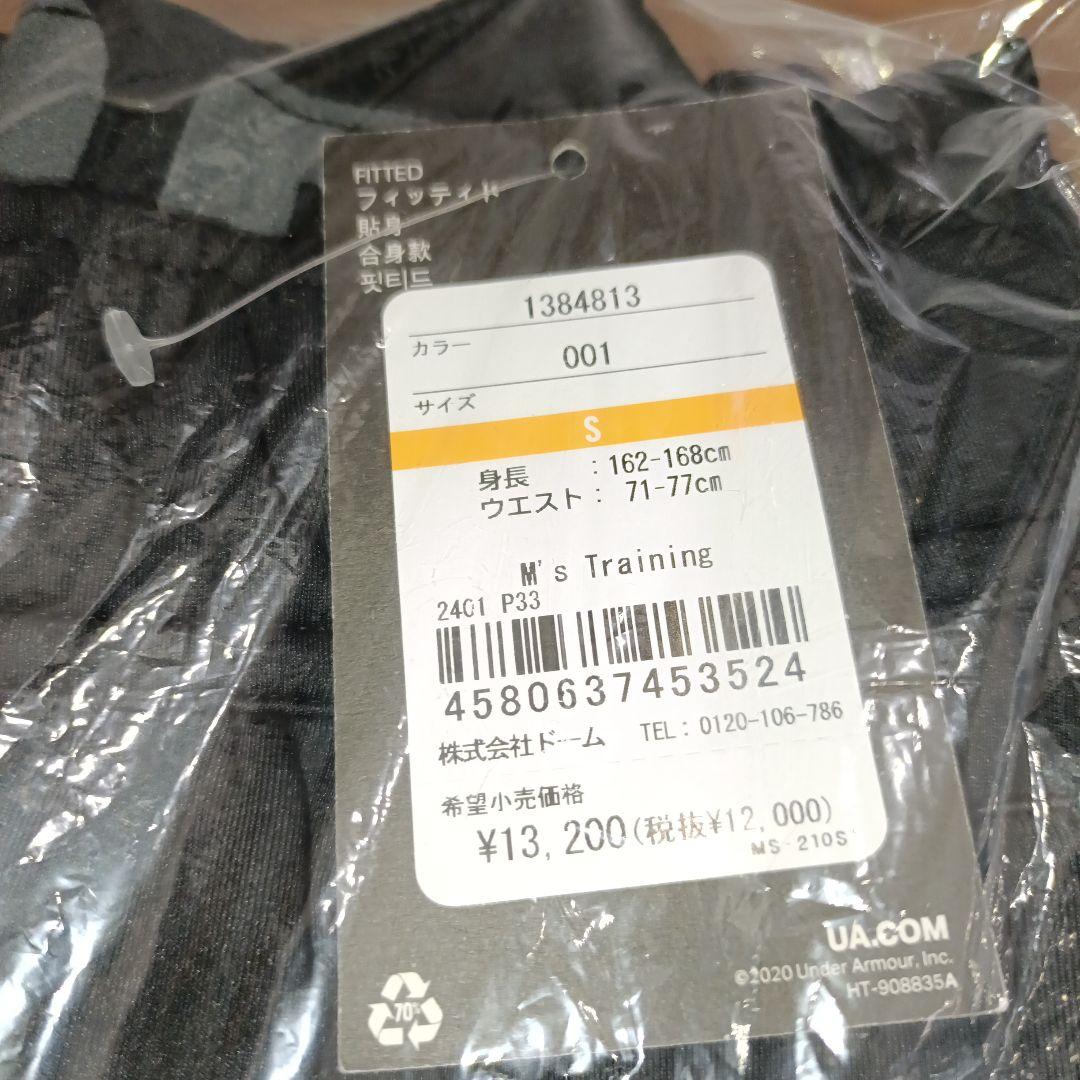 FITTED
フィッティド
貼身
合身款
핏티드
1384813
カラー
001
サイズ
S
身長 : 162-168cm
ウエスト : 71-77cm
M's Training
2401 P33
4580637453524
株式会社ドーム TEL : 0120-106-786
希望小売価格
¥13,200(税抜¥12,000)
MS-210S
UA.COM
©2020 Under Armour, Inc.
HT-908835A
70%